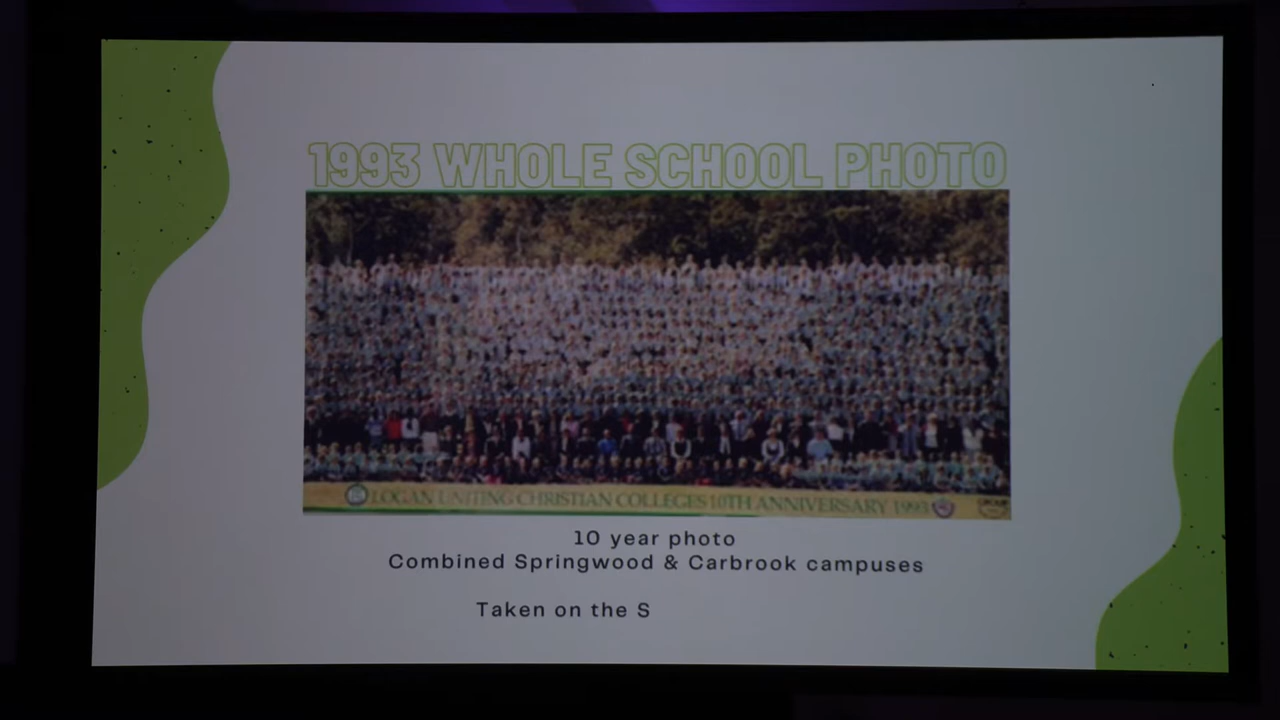 1993 WHOLE SCHOOL PHOTO
LOGAN UNITING CHRISTIAN COLLEGES 10TH ANNIVERSARY 1993
10 year photo
Combined Springwood & Carbrook campuses
Taken on the S